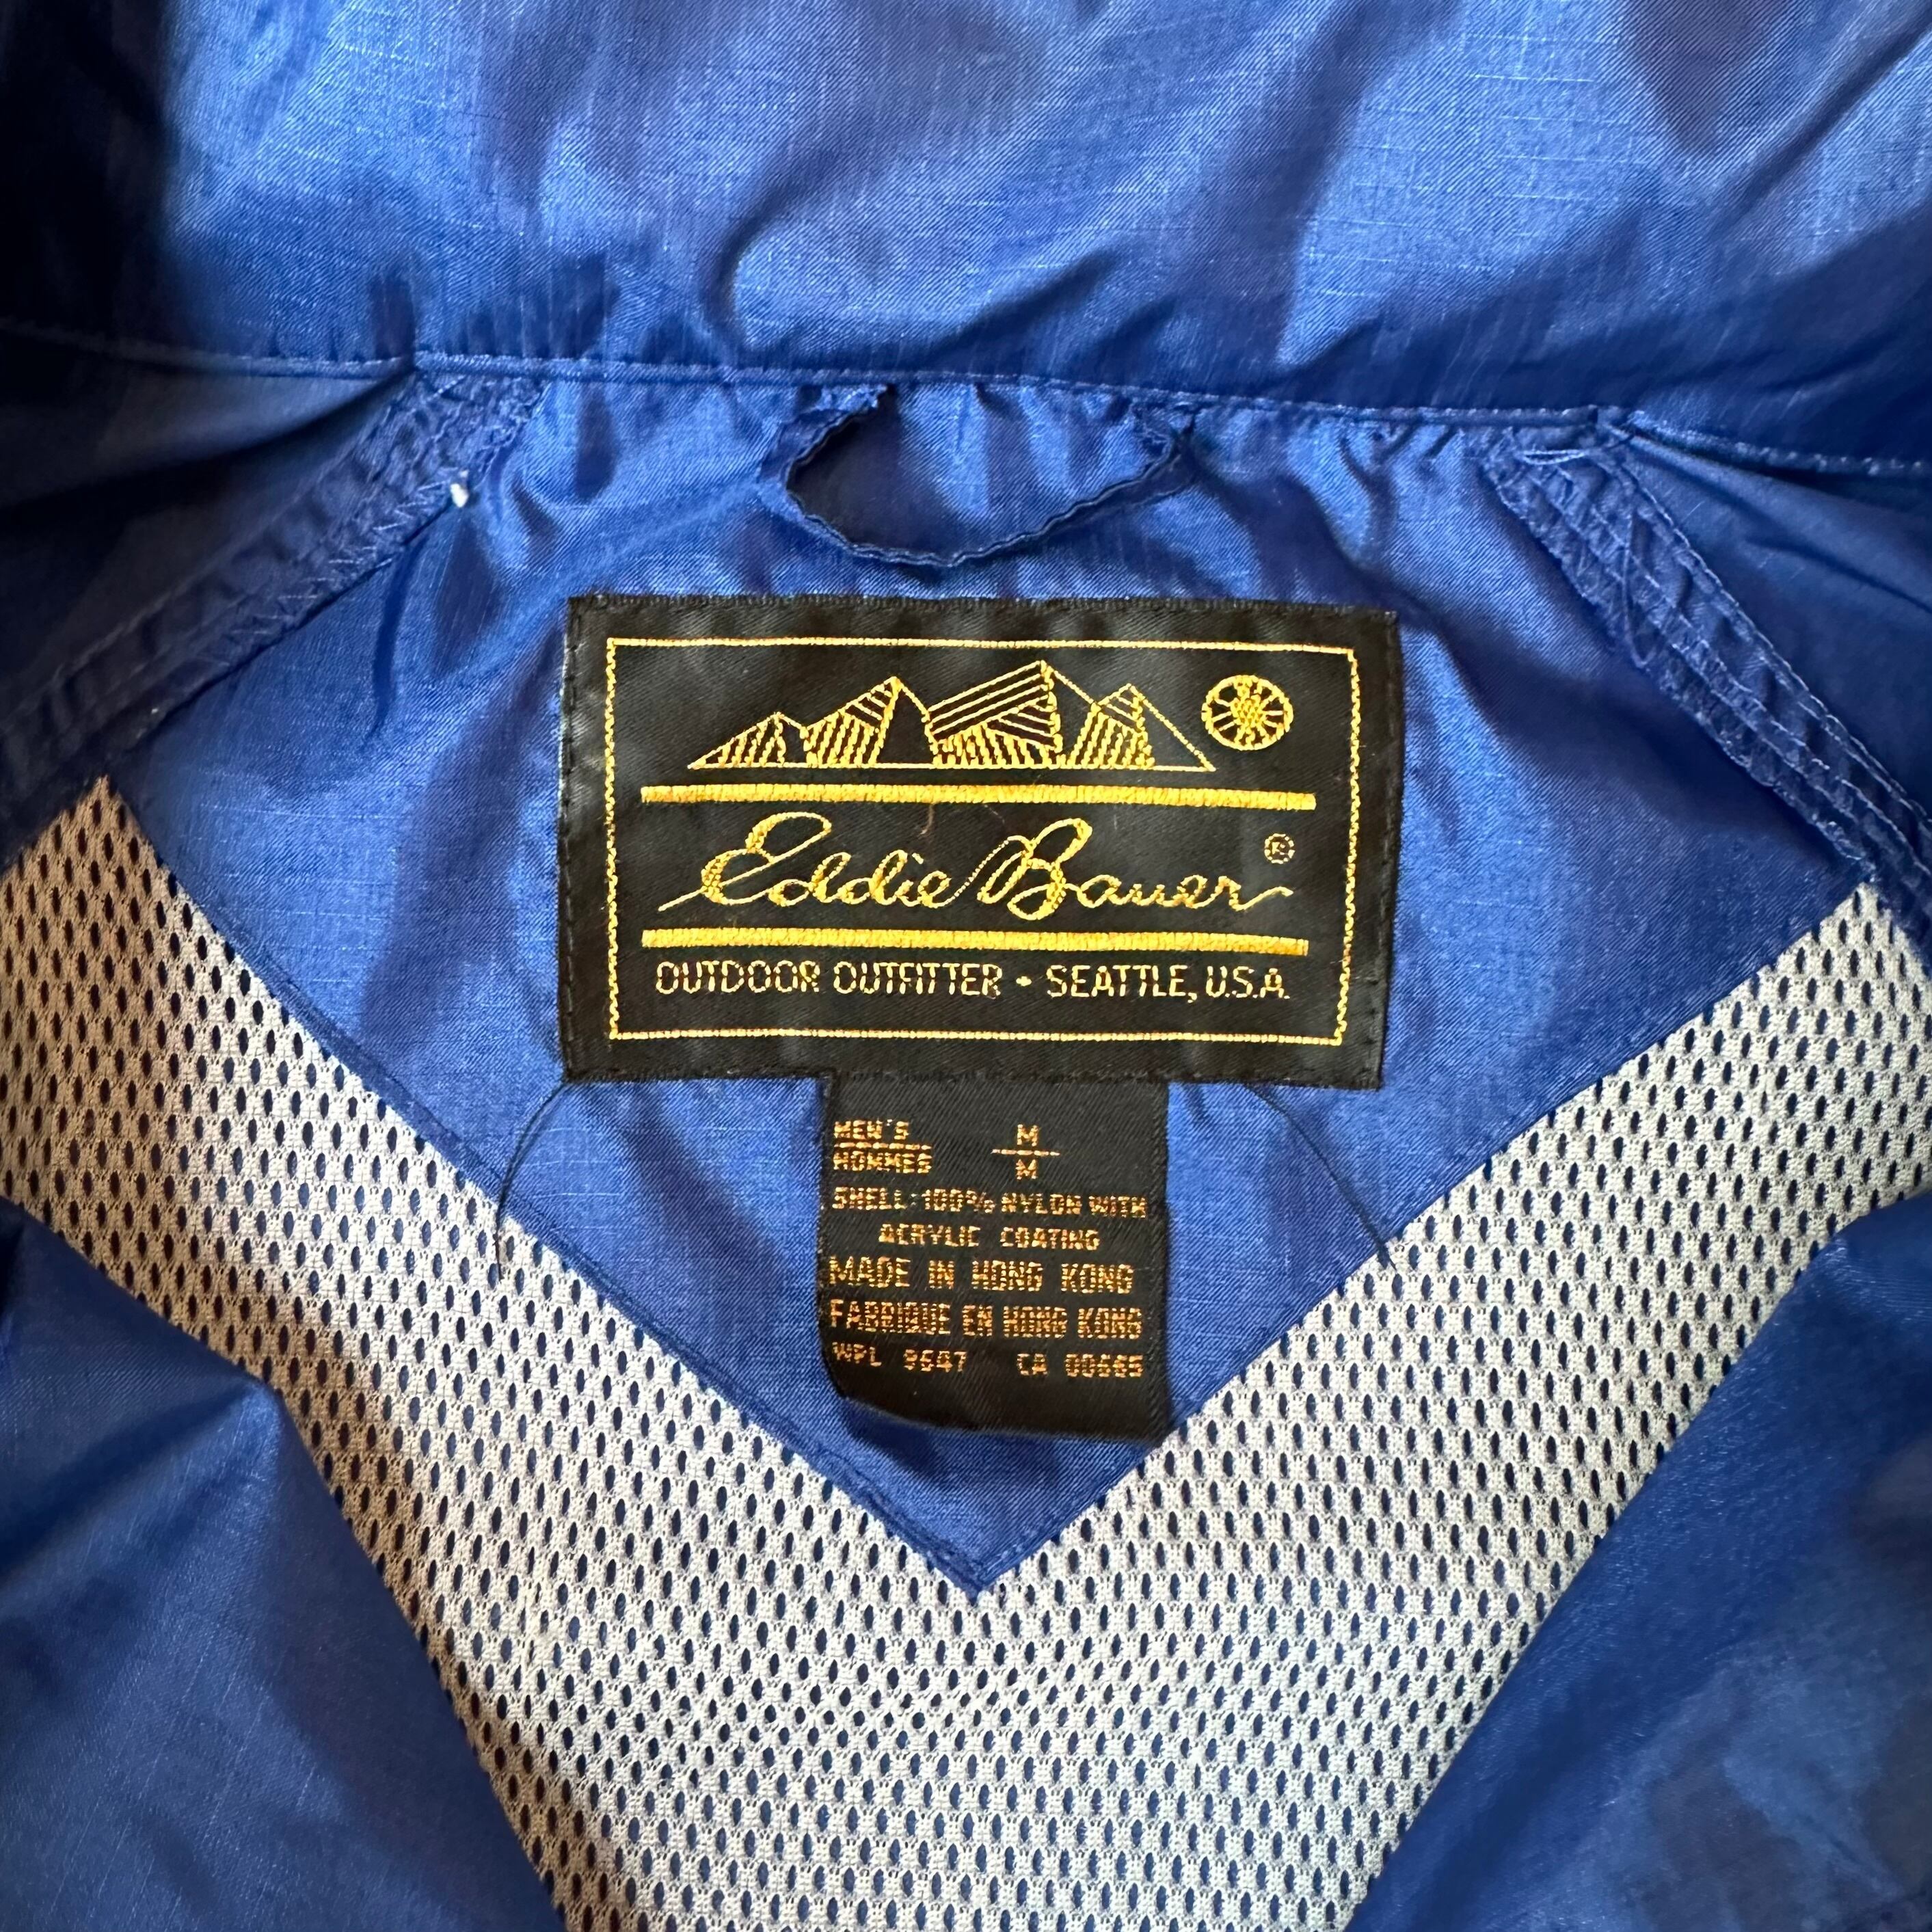 Eddie Bauer ®
OUTDOOR OUTFITTER • SEATTLE, U.S.A.
MEN'S M
HOMMES M
SHELL: 100% NYLON WITH
ACRYLIC COATING
MADE IN HONG KONG
FABRIQUE EN HONG KONG
WPL 9647 CA 00665